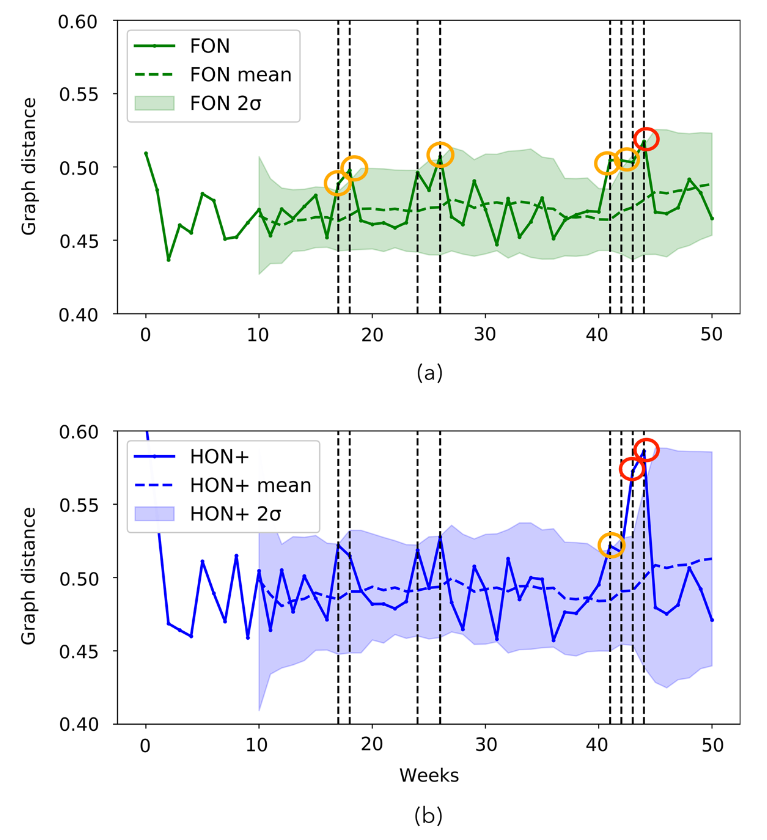 0.60
FON
FON mean
FON 2σ
0.55
0.50
0.45
0.40
Graph distance
0 10 20 30 40 50
(a)
0.60
HON+
HON+ mean
HON+ 2σ
0.55
0.50
0.45
0.40
Graph distance
0 10 20 30 40 50
Weeks
(b)